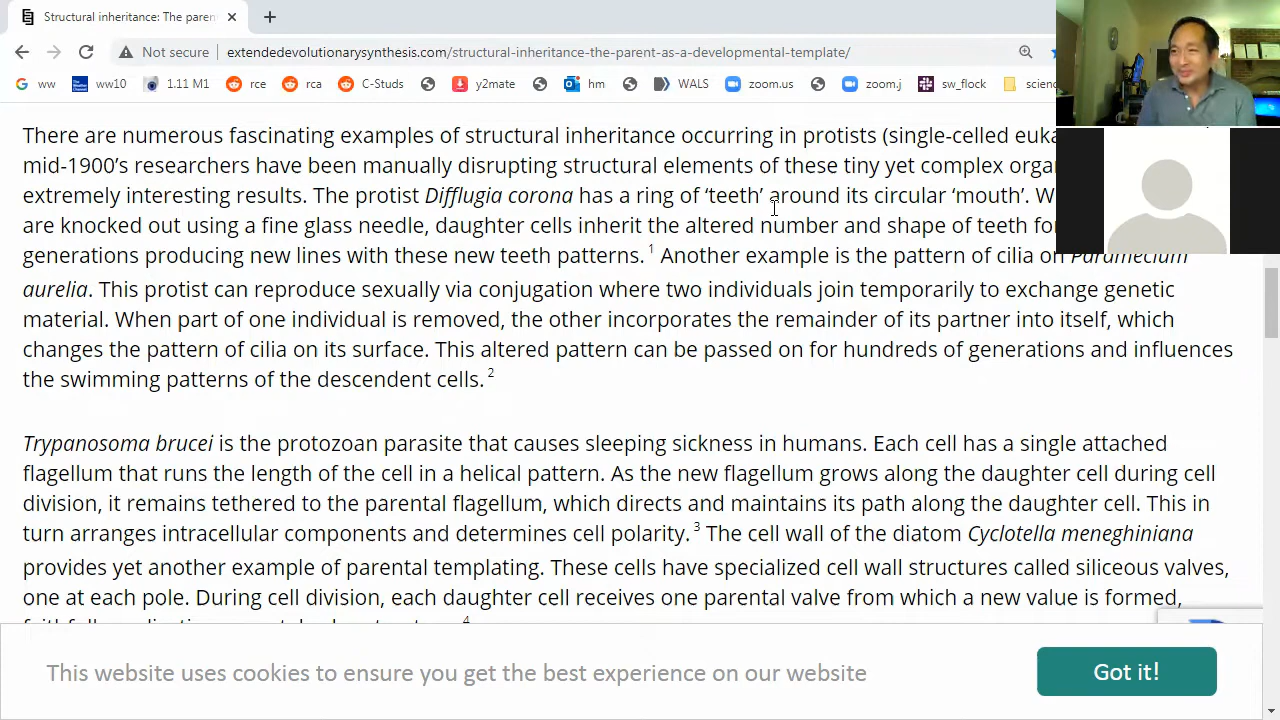 Structural inheritance: The paren
Not secure extendedevolutionarysynthesis.com/structural-inheritance-the-parent-as-a-developmental-template/
ww ww10 1.11 M1 rce rca C-Studs y2mate hm WALS zoom.us zoom.j sw_flock scienc
There are numerous fascinating examples of structural inheritance occurring in protists (single-celled euka
mid-1900’s researchers have been manually disrupting structural elements of these tiny yet complex orga
extremely interesting results. The protist Difflugia corona has a ring of ‘teeth’ around its circular ‘mouth’. W
are knocked out using a fine glass needle, daughter cells inherit the altered number and shape of teeth for
generations producing new lines with these new teeth patterns. 1 Another example is the pattern of cilia on Paramecium
aurelia. This protist can reproduce sexually via conjugation where two individuals join temporarily to exchange genetic
material. When part of one individual is removed, the other incorporates the remainder of its partner into itself, which
changes the pattern of cilia on its surface. This altered pattern can be passed on for hundreds of generations and influences
the swimming patterns of the descendent cells. 2
Trypanosoma brucei is the protozoan parasite that causes sleeping sickness in humans. Each cell has a single attached
flagellum that runs the length of the cell in a helical pattern. As the new flagellum grows along the daughter cell during cell
division, it remains tethered to the parental flagellum, which directs and maintains its path along the daughter cell. This in
turn arranges intracellular components and determines cell polarity. 3 The cell wall of the diatom Cyclotella meneghiniana
provides yet another example of parental templating. These cells have specialized cell wall structures called siliceous valves,
one at each pole. During cell division, each daughter cell receives one parental valve from which a new value is formed,
4
This website uses cookies to ensure you get the best experience on our website
Got it!